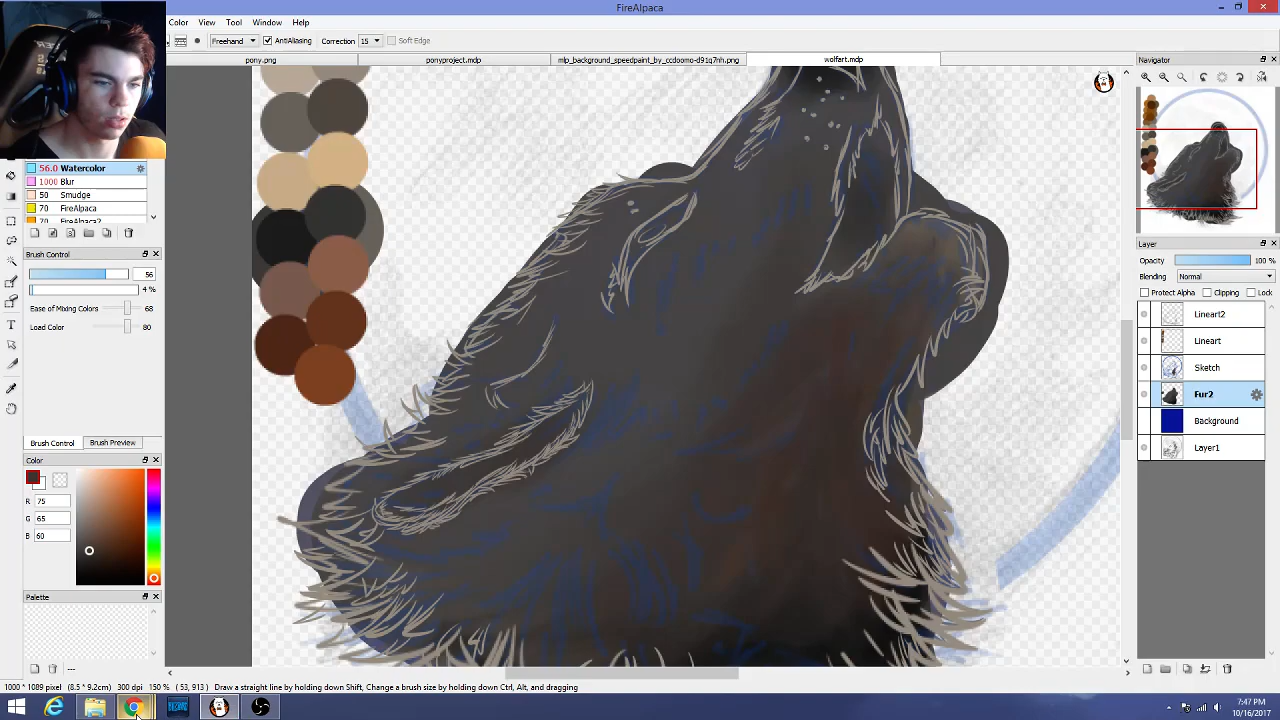 FireAlpaca
Color View Tool Window Help
Freehand AntiAliasing Correction 15 Soft Edge
pony.png ponyproject.mdp mlp_background_speedpaint_by_ccdoomo-d91q7nh.png wolfart.mdp
Navigator
56.0 Watercolor
1000 Blur
50 Smudge
70 FireAlpaca
70 FireAlpaca2
Brush Control
56
4 %
Ease of Mixing Colors 68
Load Color 80
Brush Control Brush Preview
Color
R 75
G 65
B 60
Palette
---
Layer
Opacity 100 %
Blending Normal
Protect Alpha Clipping Lock
Lineart2
Lineart
Sketch
Fur2
Background
Layer1
1000 * 1089 pixel (8.5 * 9.2cm) 300 dpi 150 % ( 53, 913 ) Draw a straight line by holding down Shift, Change a brush size by holding down Ctrl, Alt, and dragging
7:47 PM
10/16/2017